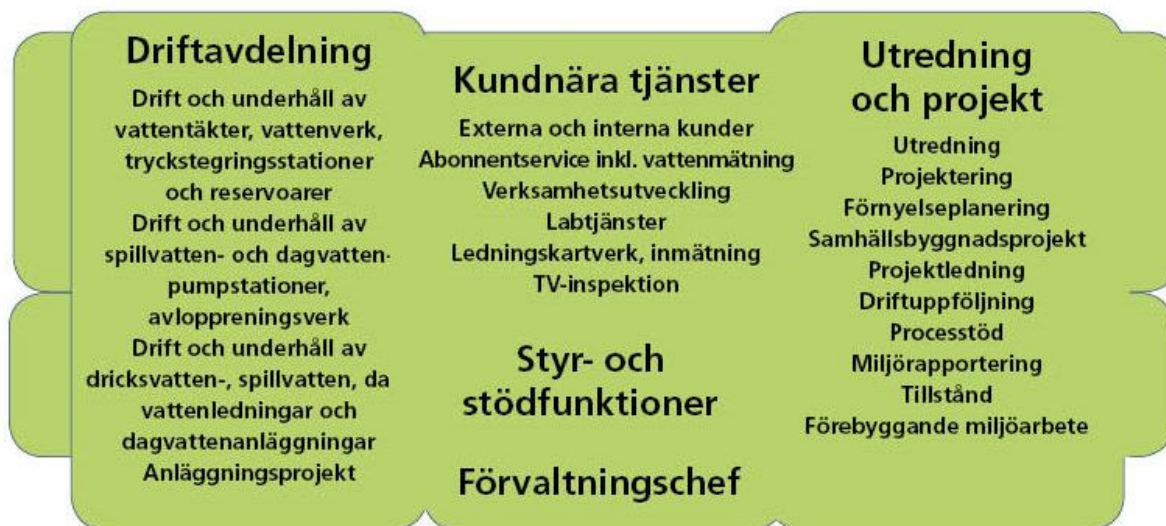 Driftavdelning
Drift och underhåll av
vattentäkter, vattenverk,
tryckstegringsstationer
och reservoarer
Drift och underhåll av
spillvatten- och dagvatten-
pumpstationer,
avloppreningsverk
Drift och underhåll av
dricksvatten-, spillvatten, da
vattenledningar och
dagvattenanläggningar
Anläggningsprojekt
Kundnära tjänster
Externa och interna kunder
Abonnentservice inkl. vattenmätning
Verksamhetsutveckling
Labtjänster
Ledningskartverk, inmätning
TV-inspektion
Styr- och
stödfunktioner
Förvaltningschef
Utredning
och projekt
Utredning
Projektering
Förnyelseplanering
Samhällsbyggnadsprojekt
Projektledning
Driftuppföljning
Processtöd
Miljörapportering
Tillstånd
Förebyggande miljöarbete